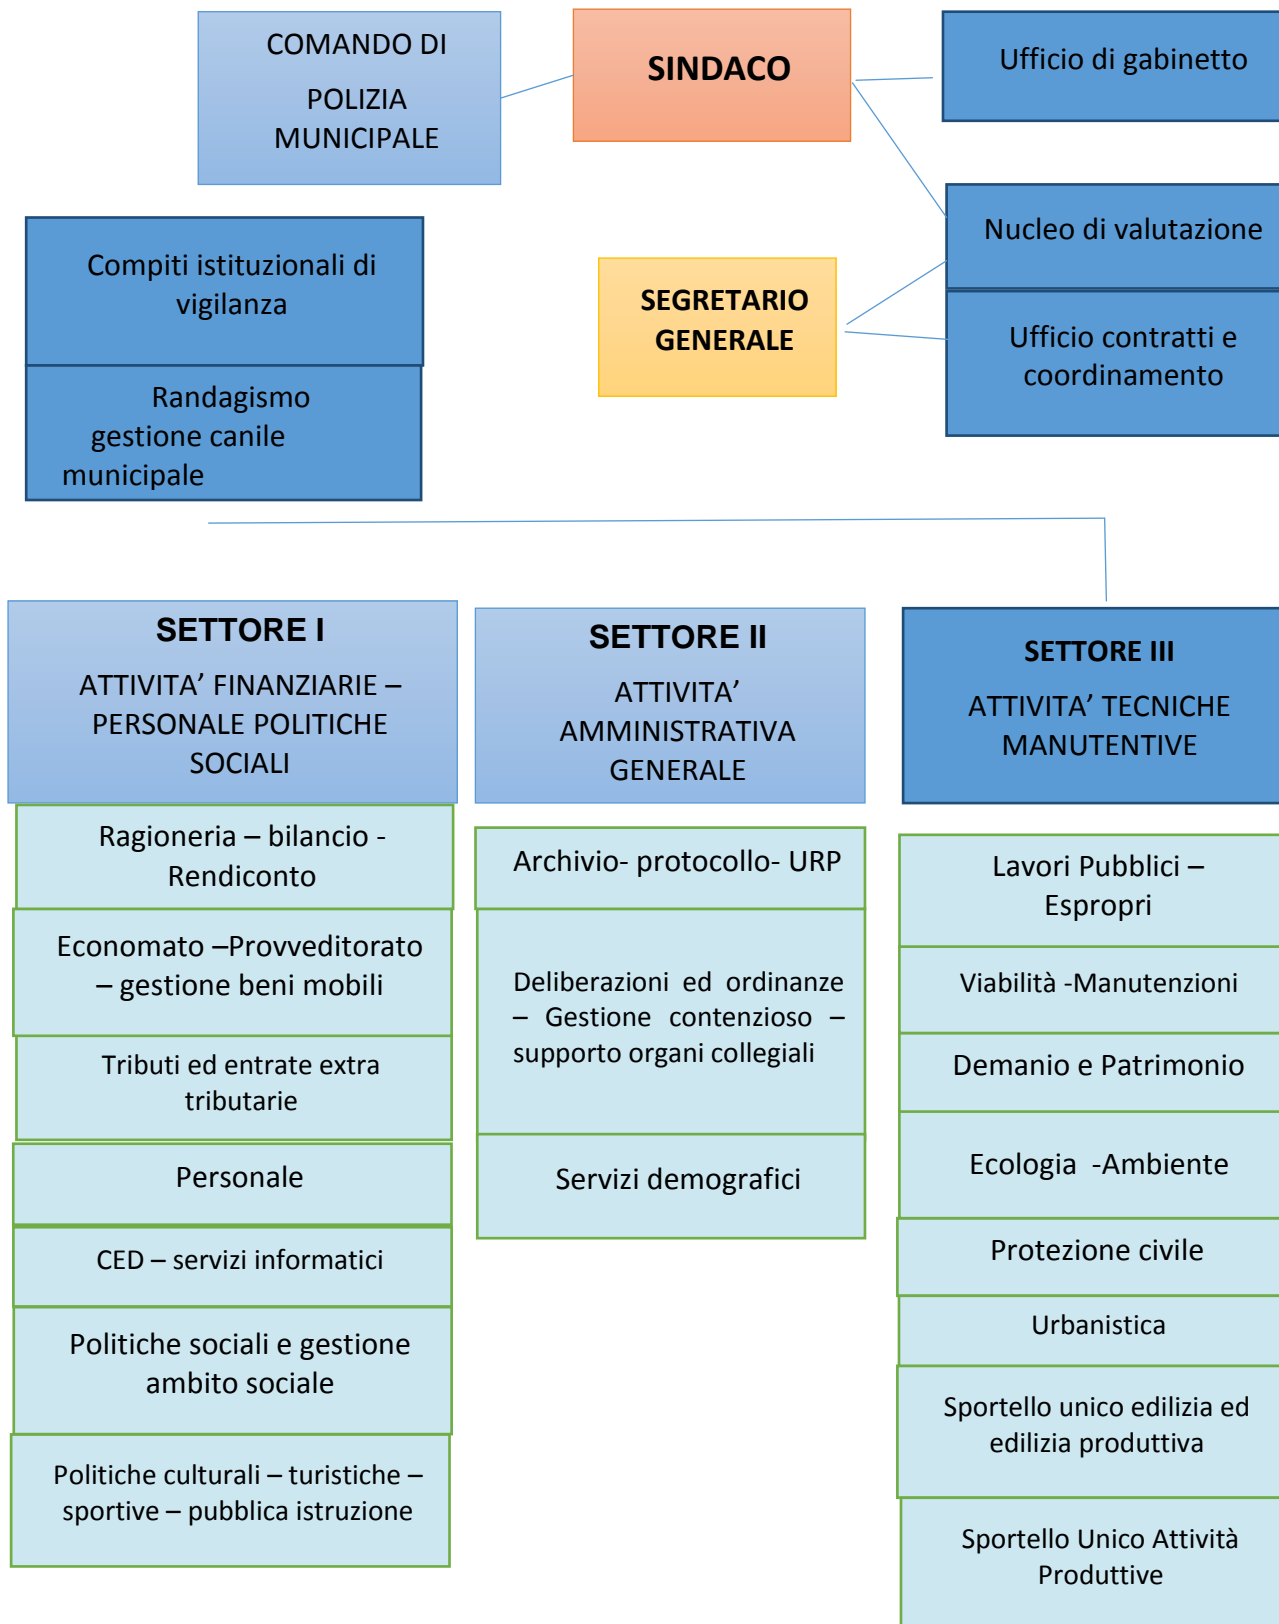 COMANDO DI
POLIZIA
MUNICIPALE
SINDACO
Ufficio di gabinetto
Compiti istituzionali di
vigilanza
Randagismo
gestione canile
municipale
SEGRETARIO
GENERALE
Nucleo di valutazione
Ufficio contratti e
coordinamento
SETTORE I
ATTIVITA’ FINANZIARIE –
PERSONALE POLITICHE
SOCIALI
Ragioneria – bilancio -
Rendiconto
Economato –Provveditorato
– gestione beni mobili
Tributi ed entrate extra
tributarie
Personale
CED – servizi informatici
Politiche sociali e gestione
ambito sociale
Politiche culturali – turistiche –
sportive – pubblica istruzione
SETTORE II
ATTIVITA’
AMMINISTRATIVA
GENERALE
Archivio- protocollo- URP
Deliberazioni ed ordinanze
– Gestione contenzioso –
supporto organi collegiali
Servizi demografici
SETTORE III
ATTIVITA’ TECNICHE
MANUTENTIVE
Lavori Pubblici –
Espropri
Viabilità -Manutenzioni
Demanio e Patrimonio
Ecologia -Ambiente
Protezione civile
Urbanistica
Sportello unico edilizia ed
edilizia produttiva
Sportello Unico Attività
Produttive